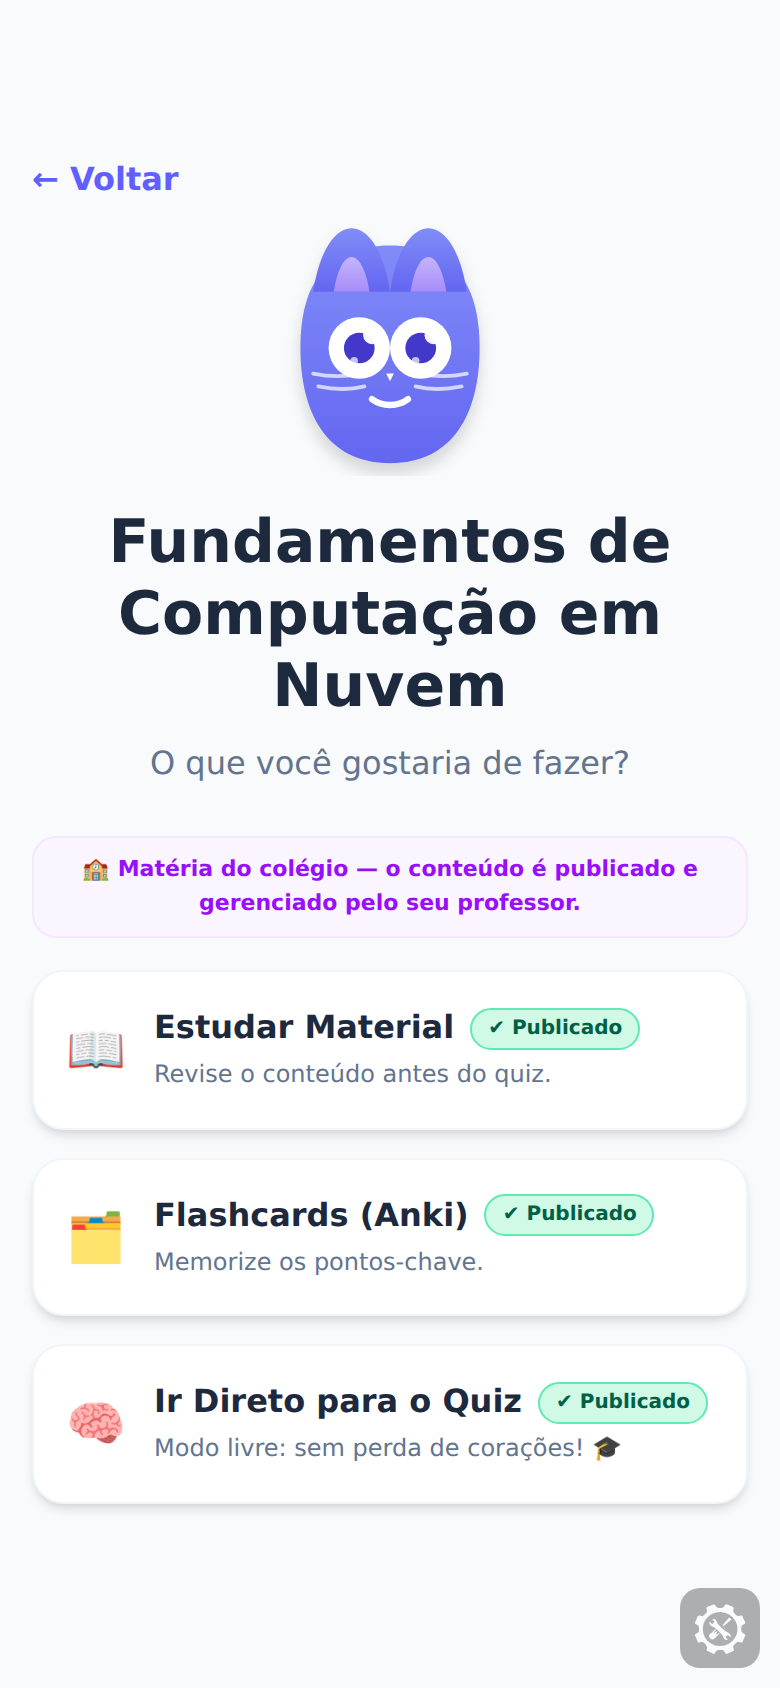 ← Voltar
Fundamentos de
Computação em
Nuvem
O que você gostaria de fazer?
🏫 Matéria do colégio — o conteúdo é publicado e
gerenciado pelo seu professor.
Estudar Material ✔ Publicado
Revise o conteúdo antes do quiz.
Flashcards (Anki) ✔ Publicado
Memorize os pontos-chave.
Ir Direto para o Quiz ✔ Publicado
Modo livre: sem perda de corações! 🎓